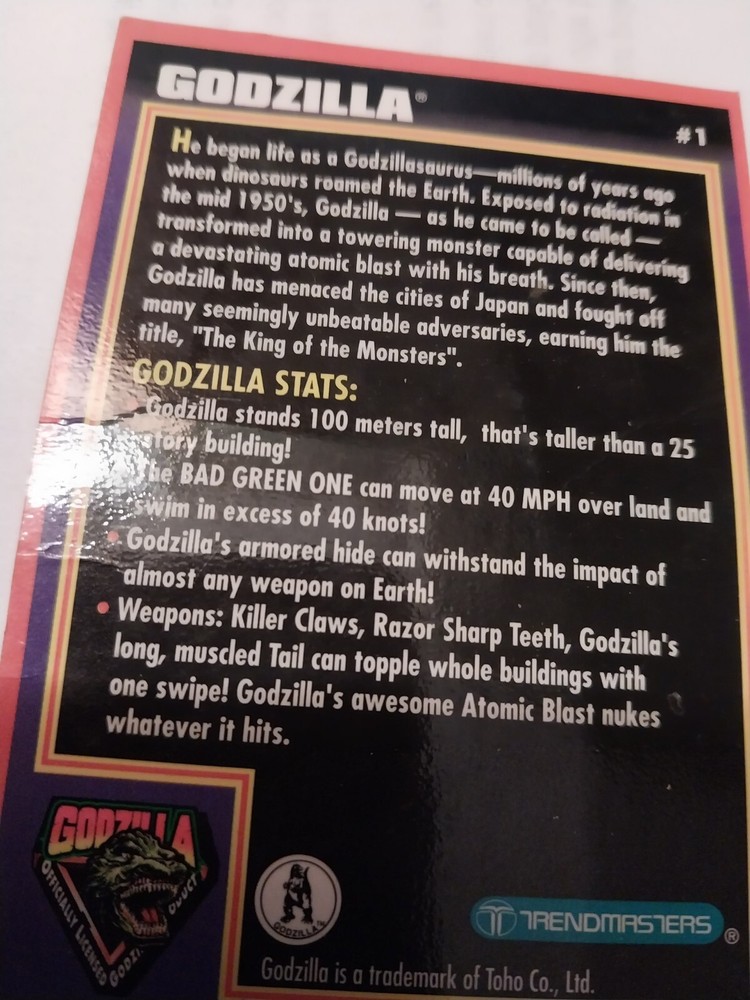 GODZILLA®
#1
He began life as a Godzillasaurus—millions of years ago
when dinosaurs roamed the Earth. Exposed to radiation in
the mid 1950's, Godzilla — as he came to be called —
transformed into a towering monster capable of delivering
a devastating atomic blast with his breath. Since then,
Godzilla has menaced the cities of Japan and fought off
many seemingly unbeatable adversaries, earning him the
title, "The King of the Monsters".
GODZILLA STATS:
Godzilla stands 100 meters tall, that's taller than a 25
story building!
The BAD GREEN ONE can move at 40 MPH over land and
swim in excess of 40 knots!
• Godzilla's armored hide can withstand the impact of
almost any weapon on Earth!
• Weapons: Killer Claws, Razor Sharp Teeth, Godzilla's
long, muscled Tail can topple whole buildings with
one swipe! Godzilla's awesome Atomic Blast nukes
whatever it hits.
GODZILLA
OFFICIALLY LICENSED
GODZILLA™
TRENDMASTERS®
Godzilla is a trademark of Toho Co., Ltd.